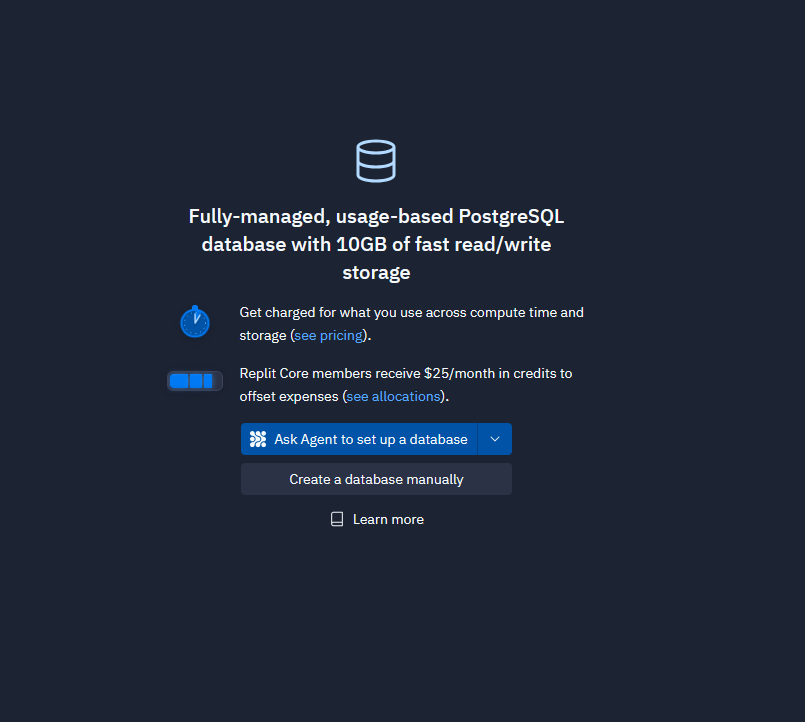 Fully-managed, usage-based PostgreSQL
database with 10GB of fast read/write
storage
Get charged for what you use across compute time and
storage (see pricing).
Replit Core members receive $25/month in credits to
offset expenses (see allocations).
Ask Agent to set up a database
Create a database manually
Learn more